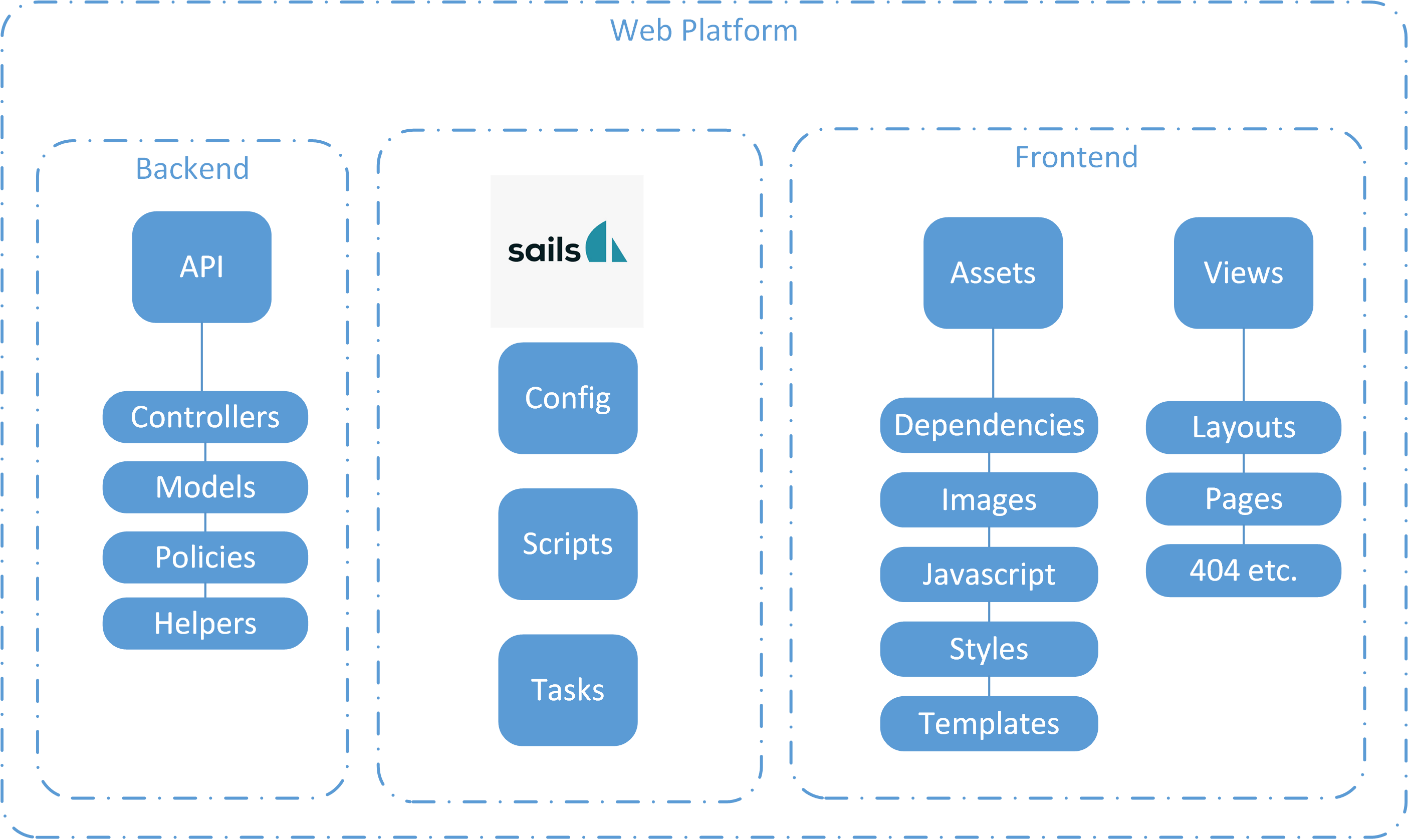 Web Platform
Backend
API
Controllers
Models
Policies
Helpers
sails
Config
Scripts
Tasks
Frontend
Assets
Dependencies
Images
Javascript
Styles
Templates
Views
Layouts
Pages
404 etc.